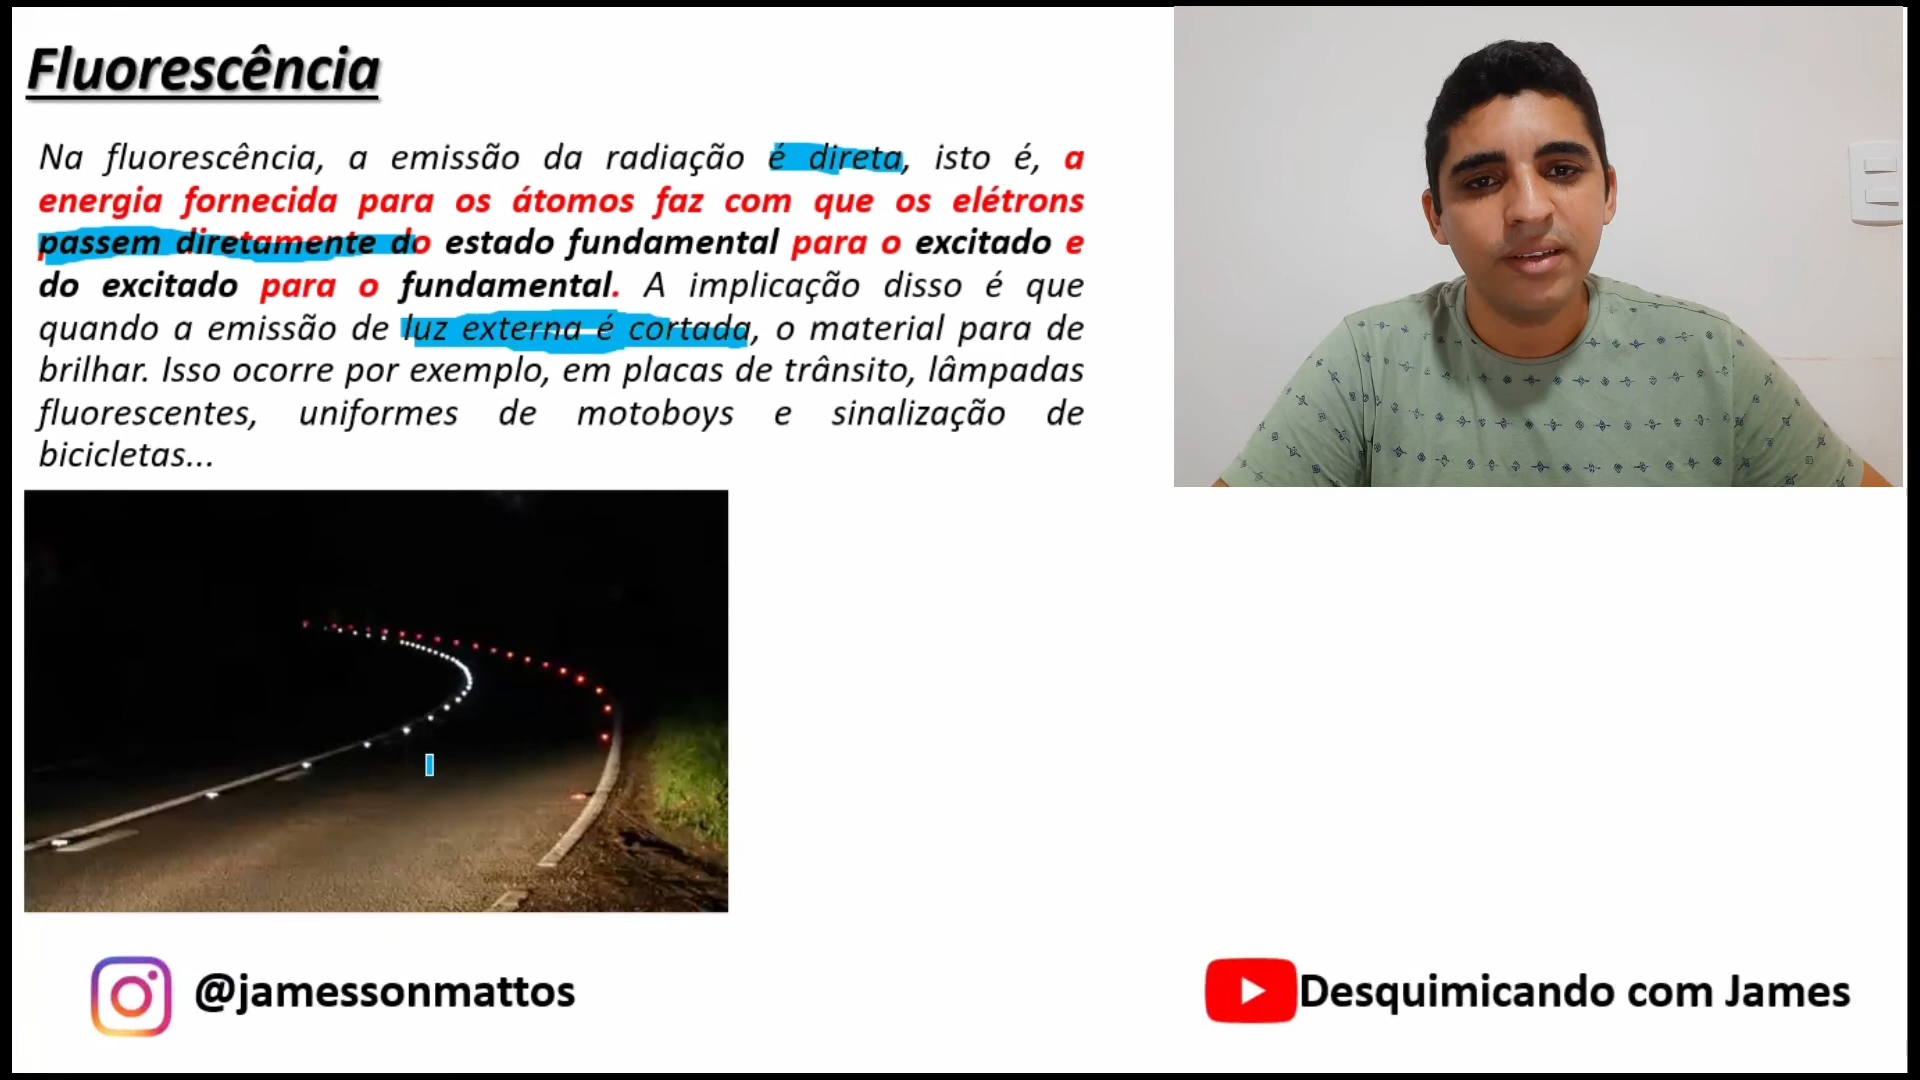 Fluorescência
Na fluorescência, a emissão da radiação é direta, isto é, a
energia fornecida para os átomos faz com que os elétrons
passem diretamente do estado fundamental para o excitado e
do excitado para o fundamental. A implicação disso é que
quando a emissão de luz externa é cortada, o material para de
brilhar. Isso ocorre por exemplo, em placas de trânsito, lâmpadas
fluorescentes, uniformes de motoboys e sinalização de
bicicletas...
@jamessonmattos
Desquimicando com James